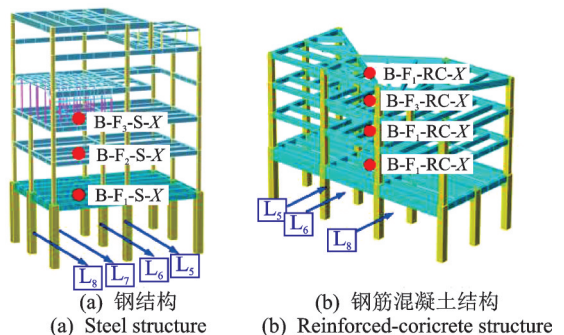 B-F₃-S-X
B-F₂-S-X
B-F₁-S-X
L₈
L₇
L₆
L₅
(a) 钢结构
(a) Steel structure
B-F₁-RC-X
B-F₃-RC-X
B-F₁-RC-X
B-F₁-RC-X
L₅
L₆
L₈
(b) 钢筋混凝土结构
(b) Reinforced-coricrete structure